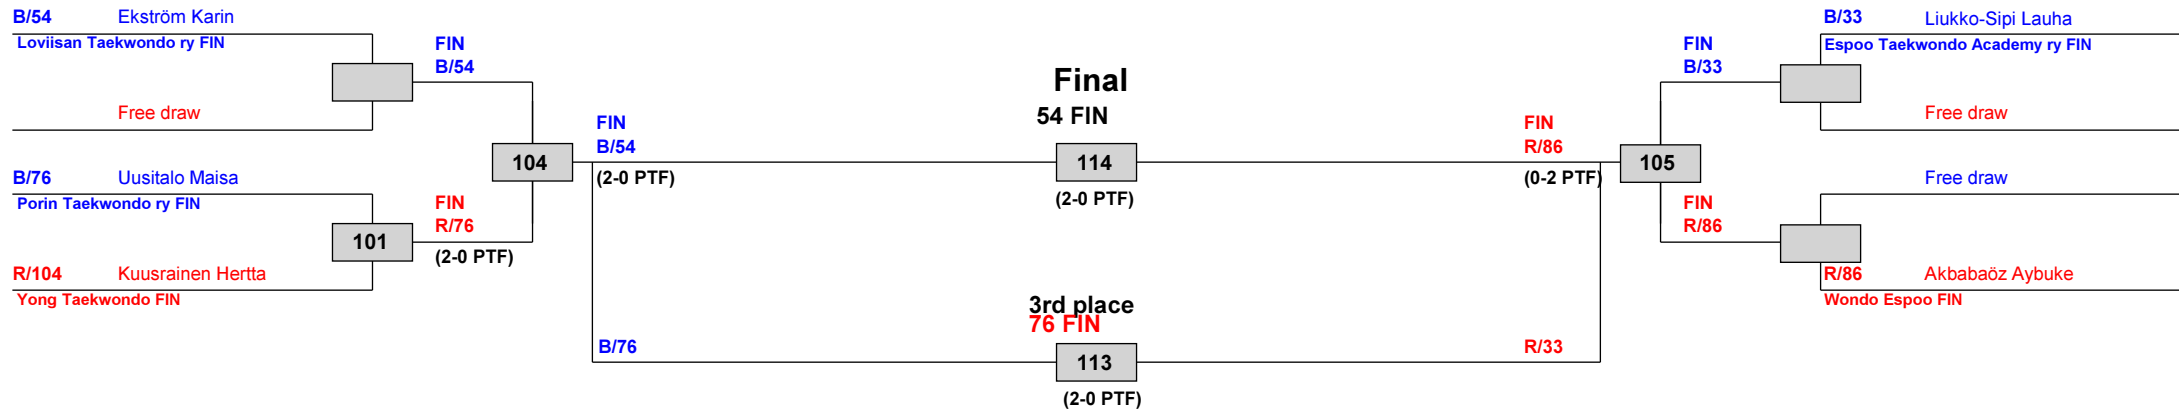 B/54 Ekström Karin
Loviisan Taekwondo ry FIN
Free draw
B/76 Uusitalo Maisa
Porin Taekwondo ry FIN
R/104 Kuusrainen Hertta
Yong Taekwondo FIN
101
FIN
B/54
FIN
R/76
(2-0 PTF)
104
FIN
B/54
(2-0 PTF)
B/76
Final
54 FIN
114
(2-0 PTF)
3rd place
76 FIN
113
(2-0 PTF)
FIN
R/86
(0-2 PTF)
R/33
105
FIN
B/33
FIN
R/86
B/33 Liukko-Sipi Lauha
Espoo Taekwondo Academy ry FIN
Free draw
Free draw
R/86 Akbabaöz Aybuke
Wondo Espoo FIN